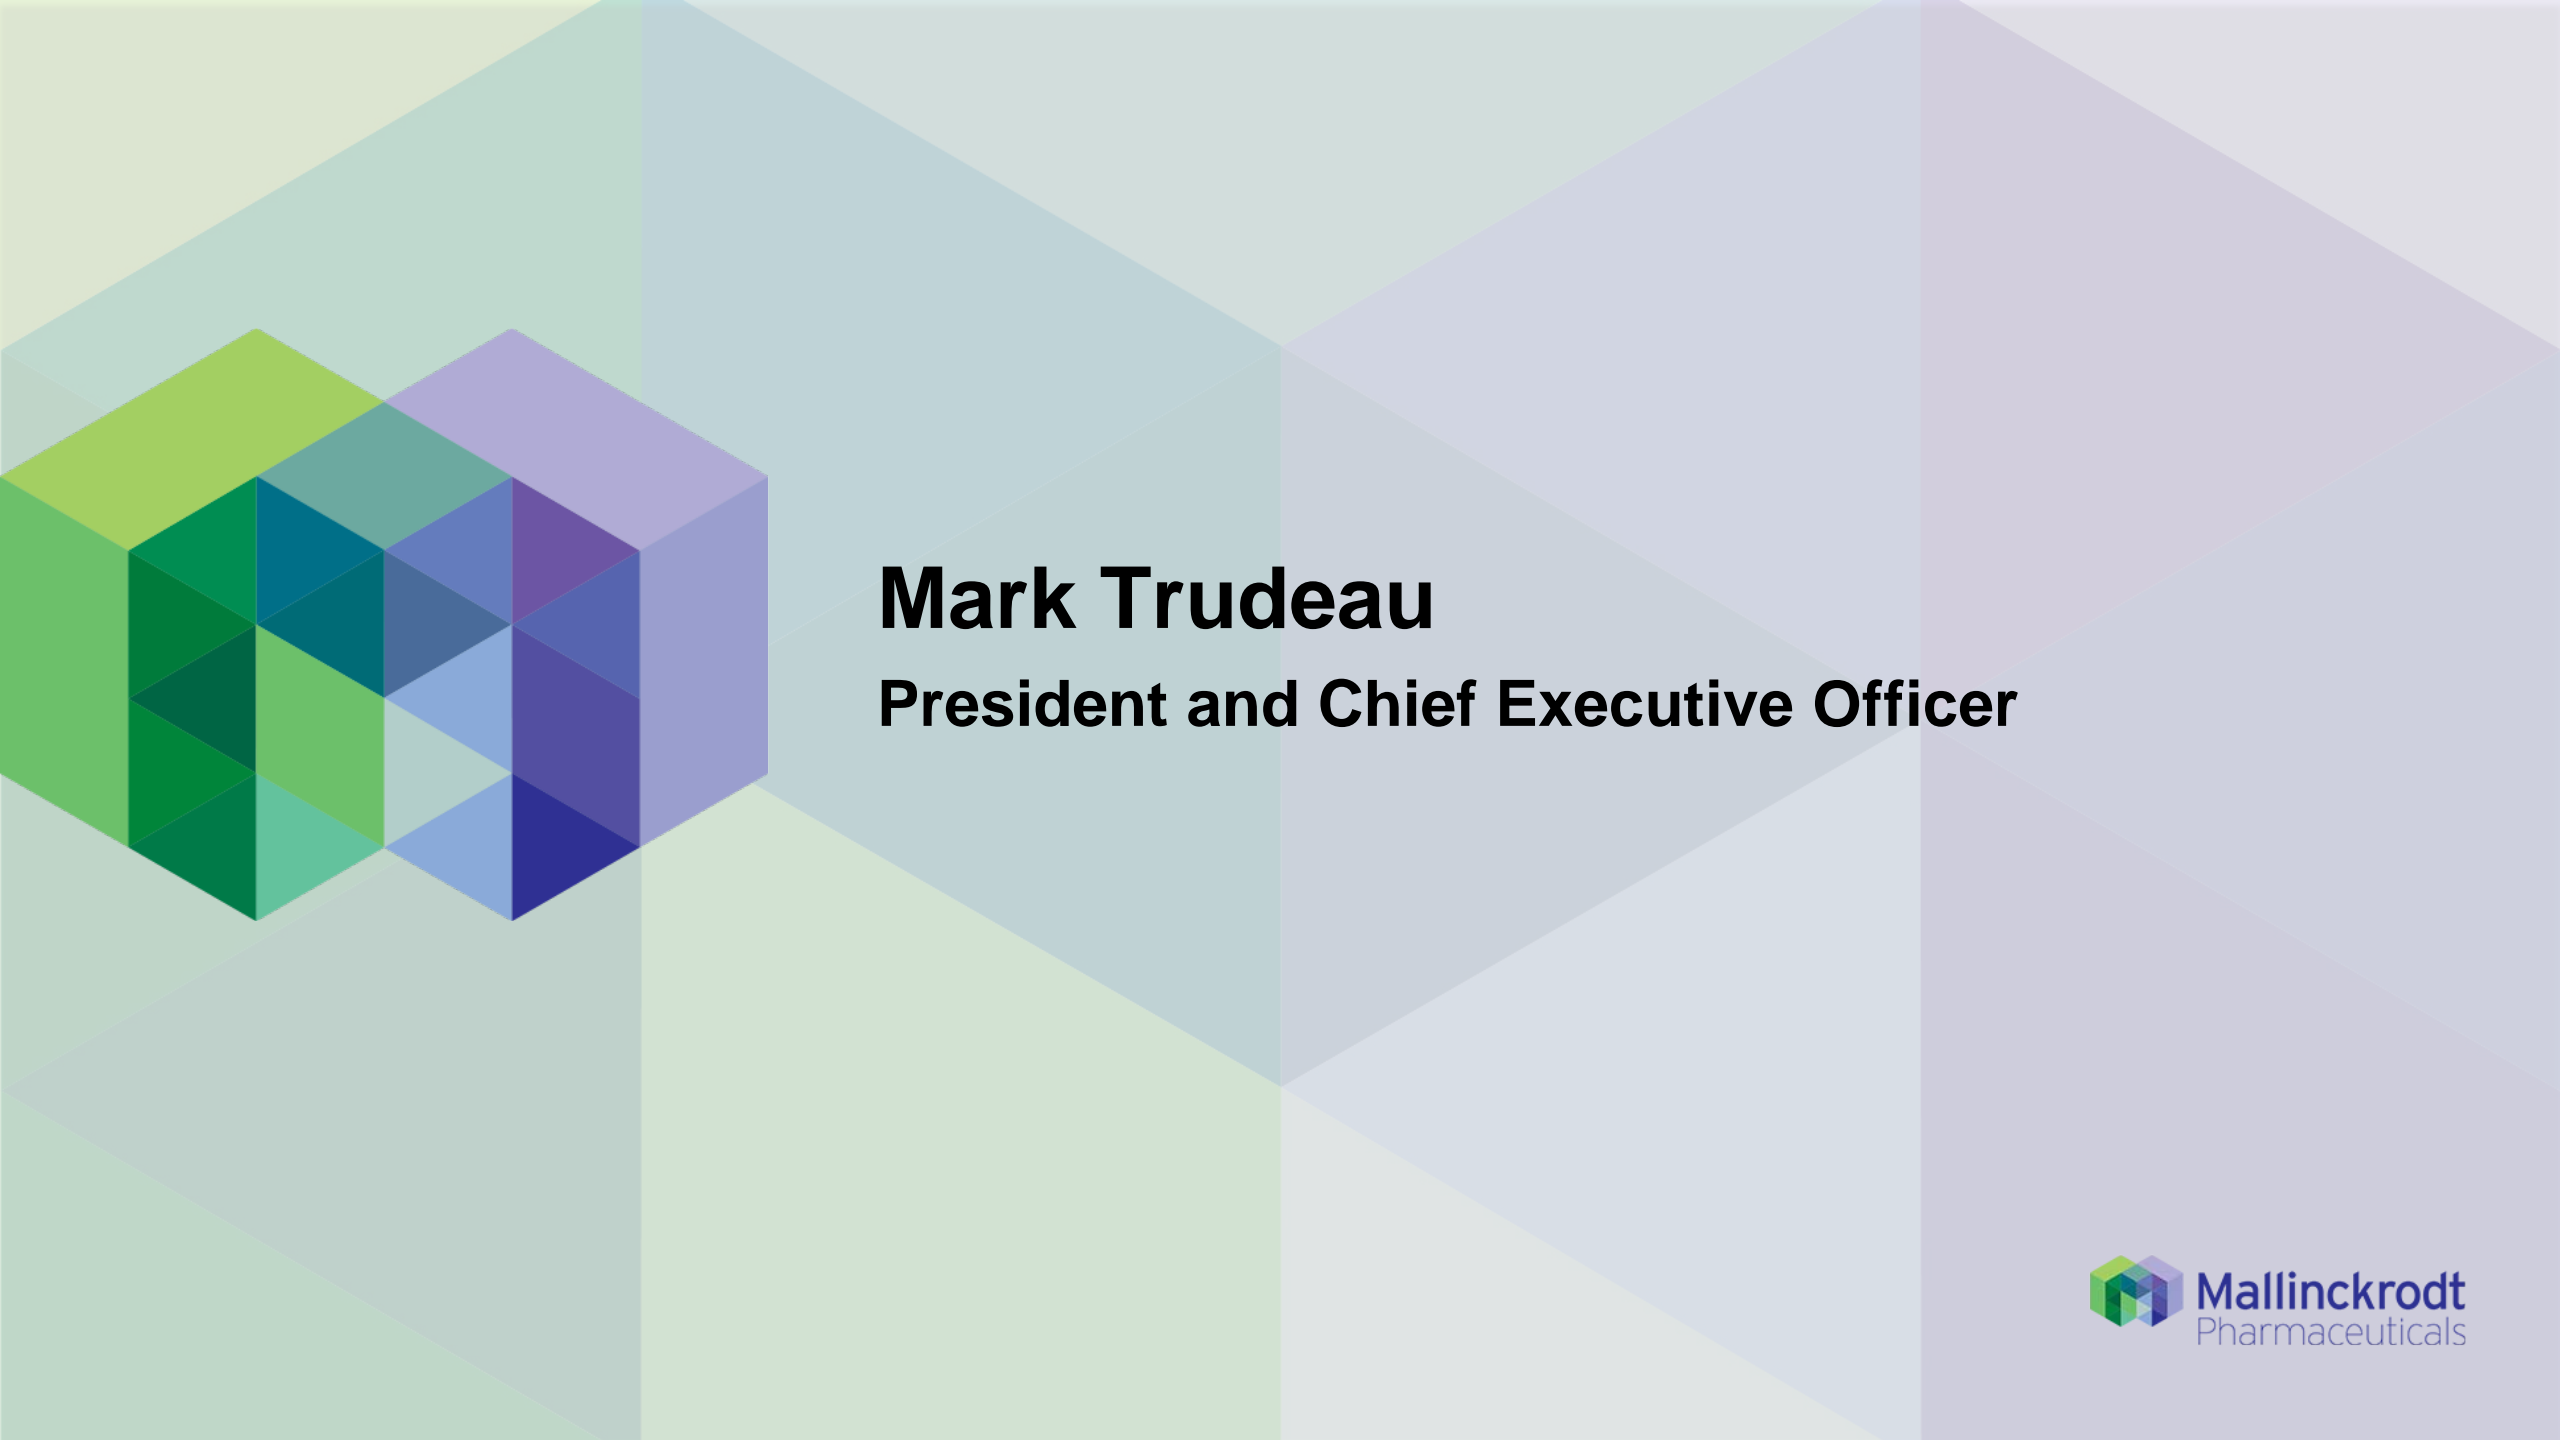 Mark Trudeau
President and Chief Executive Officer
Mallinckrodt
Pharmaceuticals